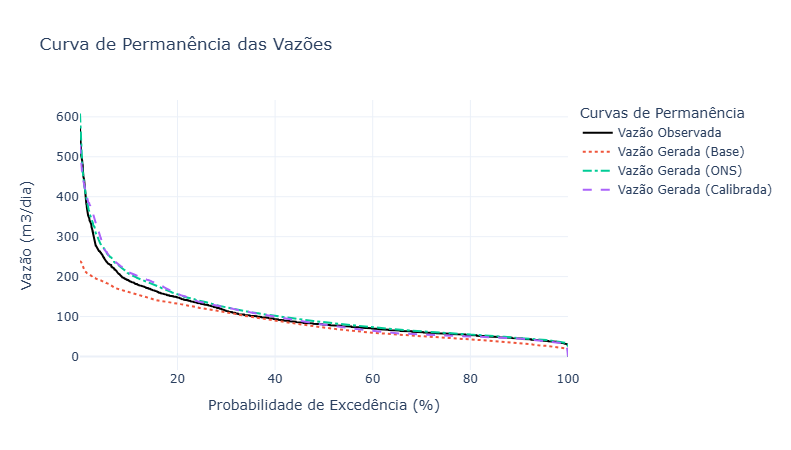 Curva de Permanência das Vazões
Vazão (m3/dia)
600
500
400
300
200
100
0
20
40
60
80
100
Probabilidade de Excedência (%)
Curvas de Permanência
Vazão Observada
Vazão Gerada (Base)
Vazão Gerada (ONS)
Vazão Gerada (Calibrada)